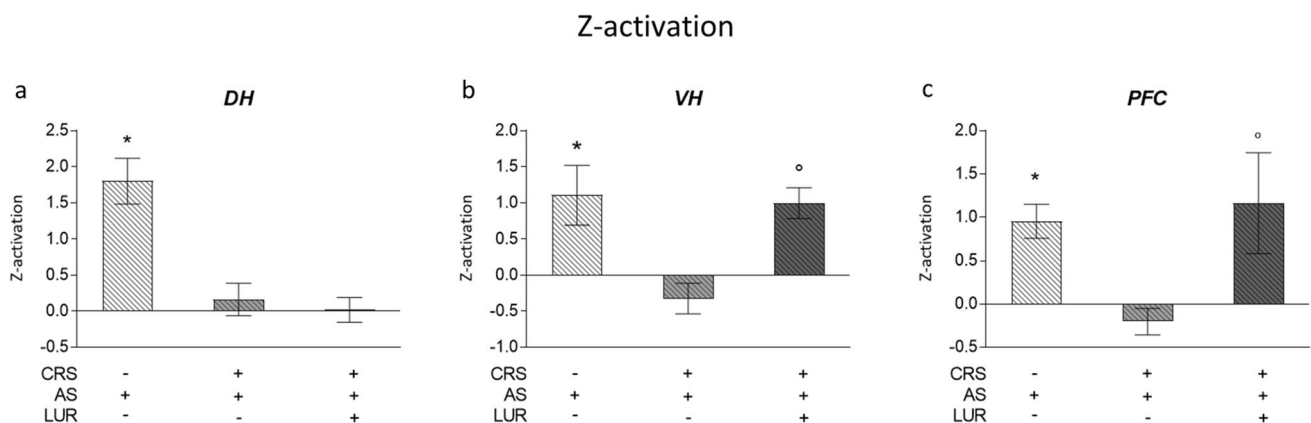 Z-activation
a
DH
Z-activation
2.5
2.0
1.5
1.0
0.5
0.0
-0.5
*
CRS - + +
AS + + +
LUR - - +
b
VH
Z-activation
2.0
1.5
1.0
0.5
0.0
-0.5
-1.0
*
°
CRS - + +
AS + + +
LUR - - +
c
PFC
Z-activation
2.0
1.5
1.0
0.5
0.0
-0.5
*
°
CRS - + +
AS + + +
LUR - - +